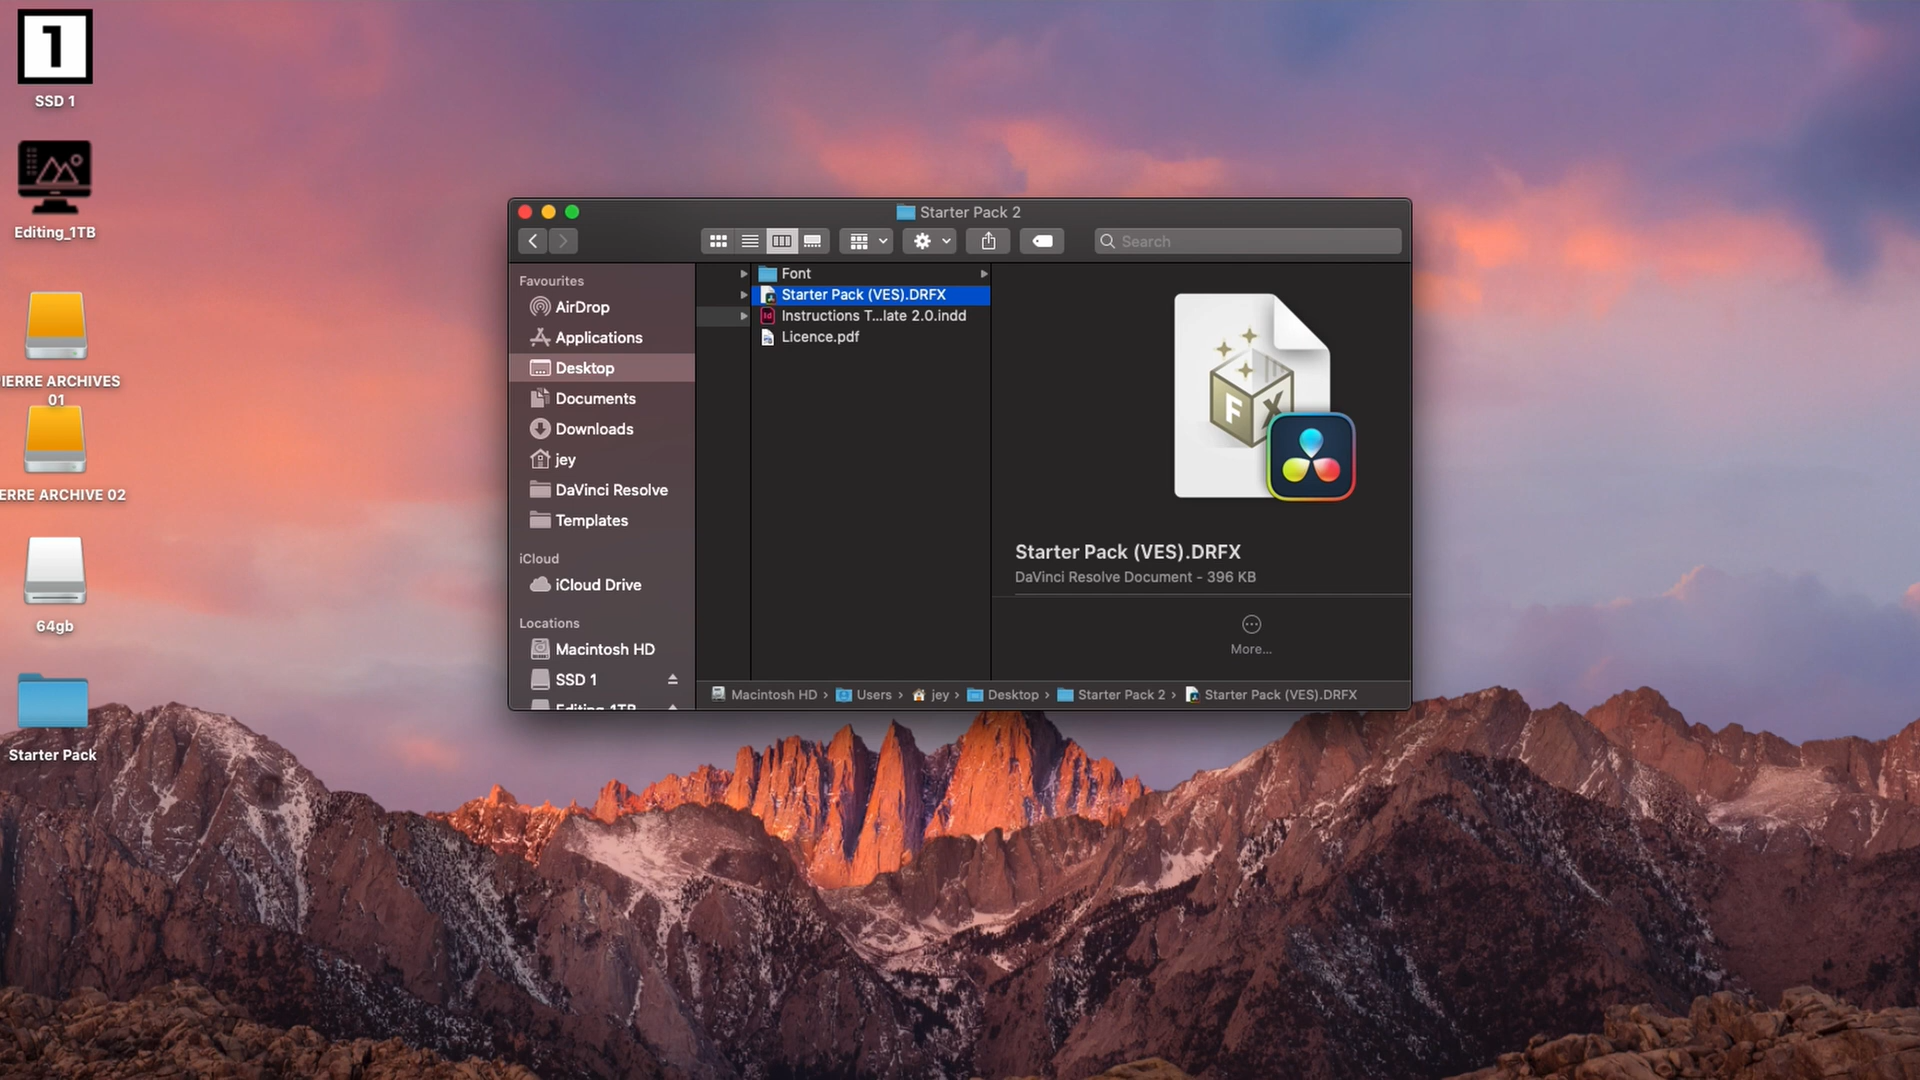 1
SSD 1
Editing_1TB
IERRE ARCHIVES
01
ERRE ARCHIVE 02
64gb
Starter Pack
Starter Pack 2
Search
Favourites
AirDrop
Applications
Desktop
Documents
Downloads
jey
DaVinci Resolve
Templates
iCloud
iCloud Drive
Locations
Macintosh HD
SSD 1
Editing_1TB
Font
Starter Pack (VES).DRFX
Instructions T...late 2.0.indd
Licence.pdf
F X
Starter Pack (VES).DRFX
DaVinci Resolve Document - 396 KB
More...
Macintosh HD › Users › jey › Desktop › Starter Pack 2 › Starter Pack (VES).DRFX